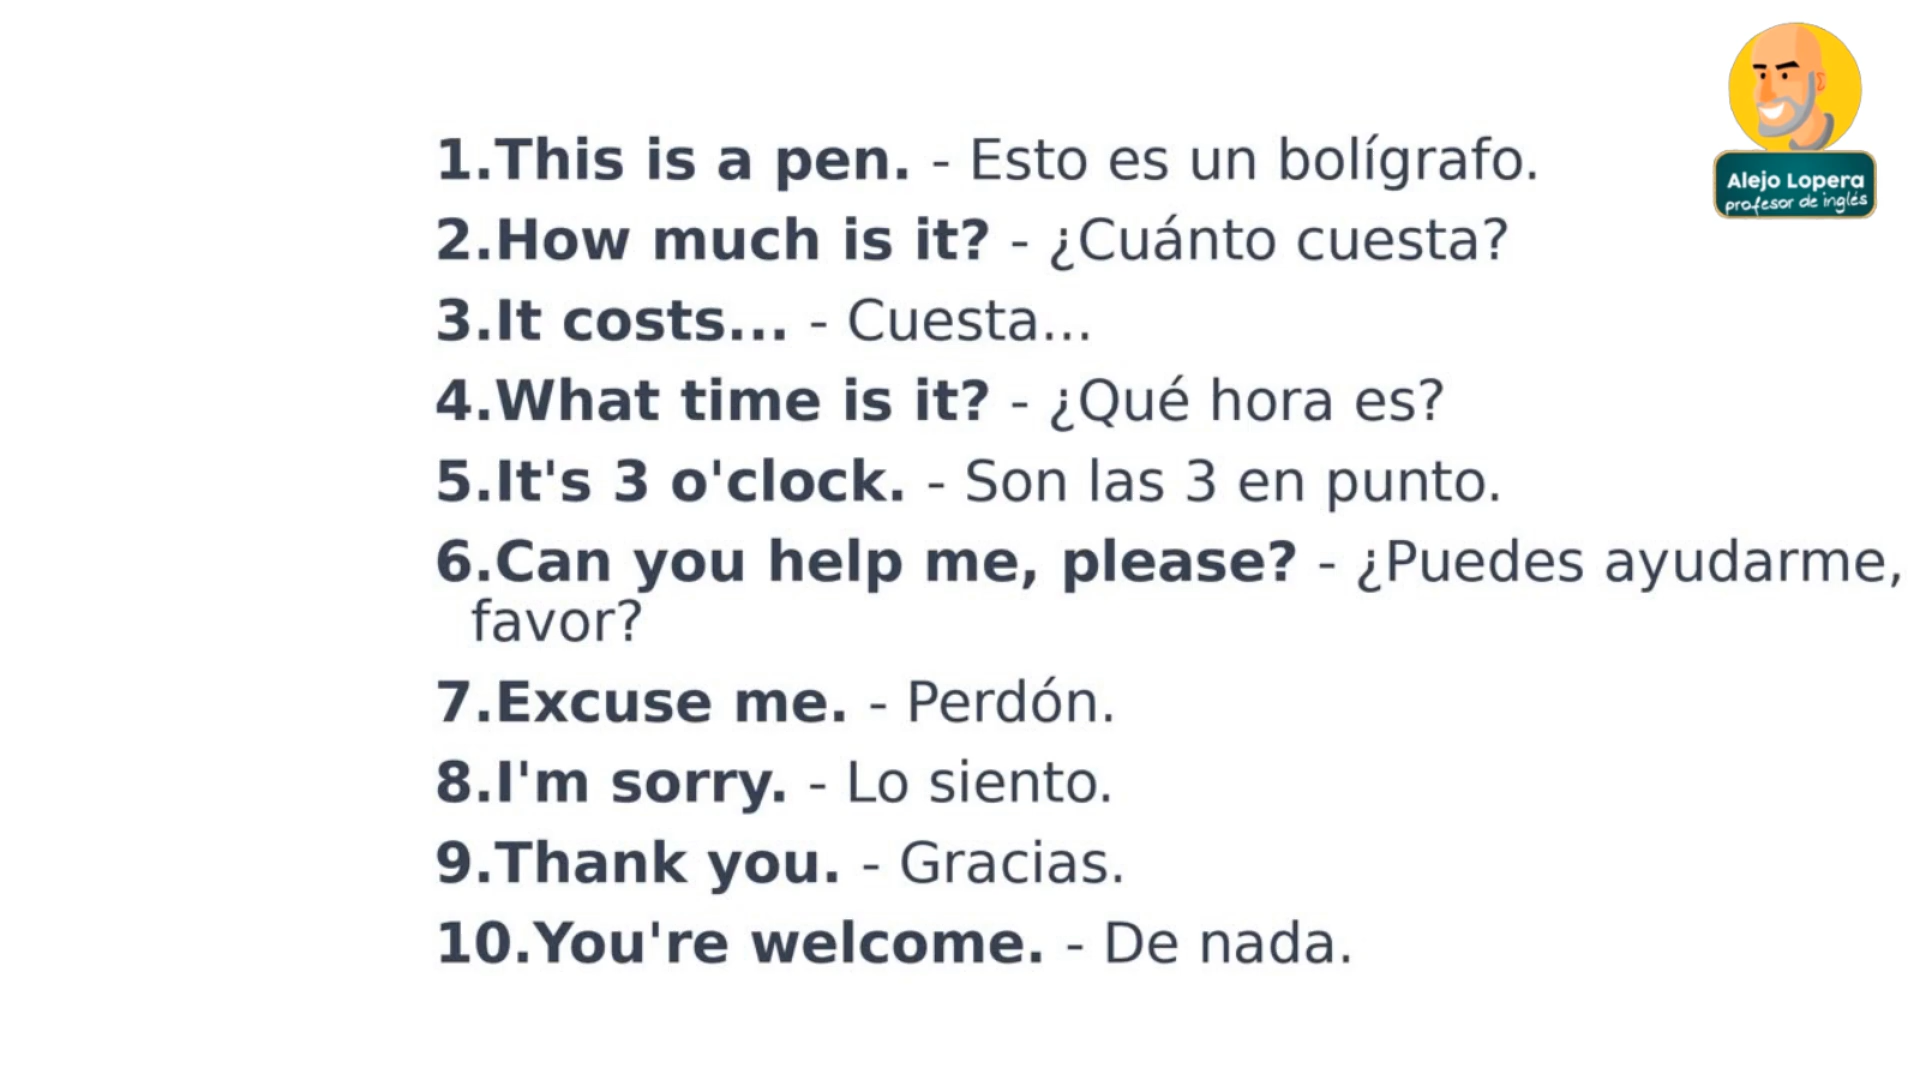 1.This is a pen. - Esto es un bolígrafo.
2.How much is it? - ¿Cuánto cuesta?
3.It costs... - Cuesta...
4.What time is it? - ¿Qué hora es?
5.It's 3 o'clock. - Son las 3 en punto.
6.Can you help me, please? - ¿Puedes ayudarme,
favor?
7.Excuse me. - Perdón.
8.I'm sorry. - Lo siento.
9.Thank you. - Gracias.
10.You're welcome. - De nada.
Alejo Lopera
profesor de inglés